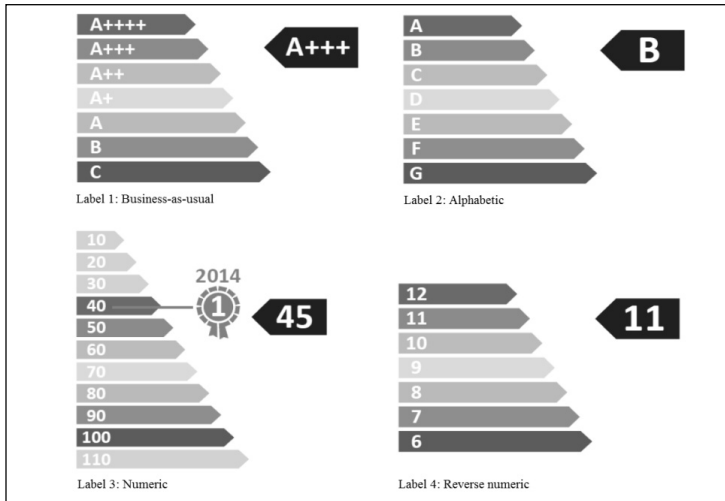 A++++
A+++
A++
A+
A
B
C
A+++
Label 1: Business-as-usual
A
B
C
D
E
F
G
B
Label 2: Alphabetic
10
20
30
40
50
60
70
80
90
100
110
2014
1
45
Label 3: Numeric
12
11
10
9
8
7
6
11
Label 4: Reverse numeric